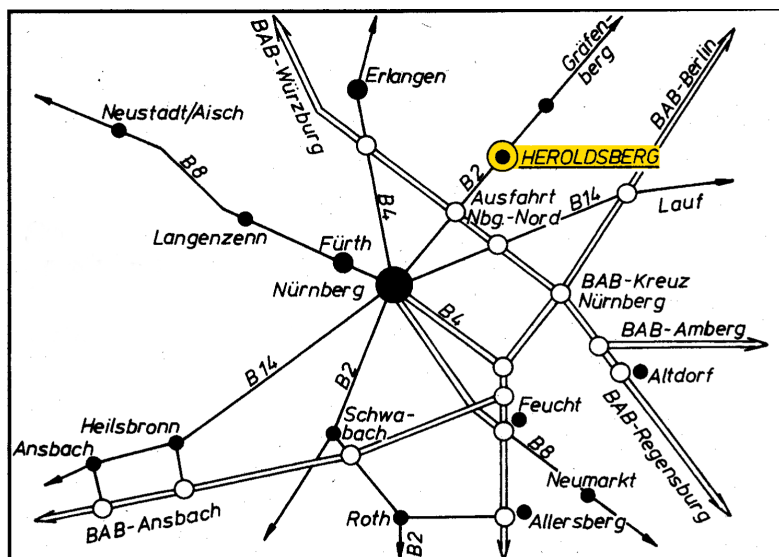 BAB-Würzburg
Erlangen
Gräfen-
berg
BAB-Berlin
Neustadt/Aisch
B8
HEROLDSBERG
B2
B4
Ausfahrt
Nbg.-Nord
B14
Lauf
Langenzenn
Fürth
Nürnberg
BAB-Kreuz
Nürnberg
B4
BAB-Amberg
B14
B2
Altdorf
Feucht
Schwa-
bach
Heilsbronn
Ansbach
B8
BAB-Regensburg
Neumarkt
BAB-Ansbach
Roth
B2
Allersberg